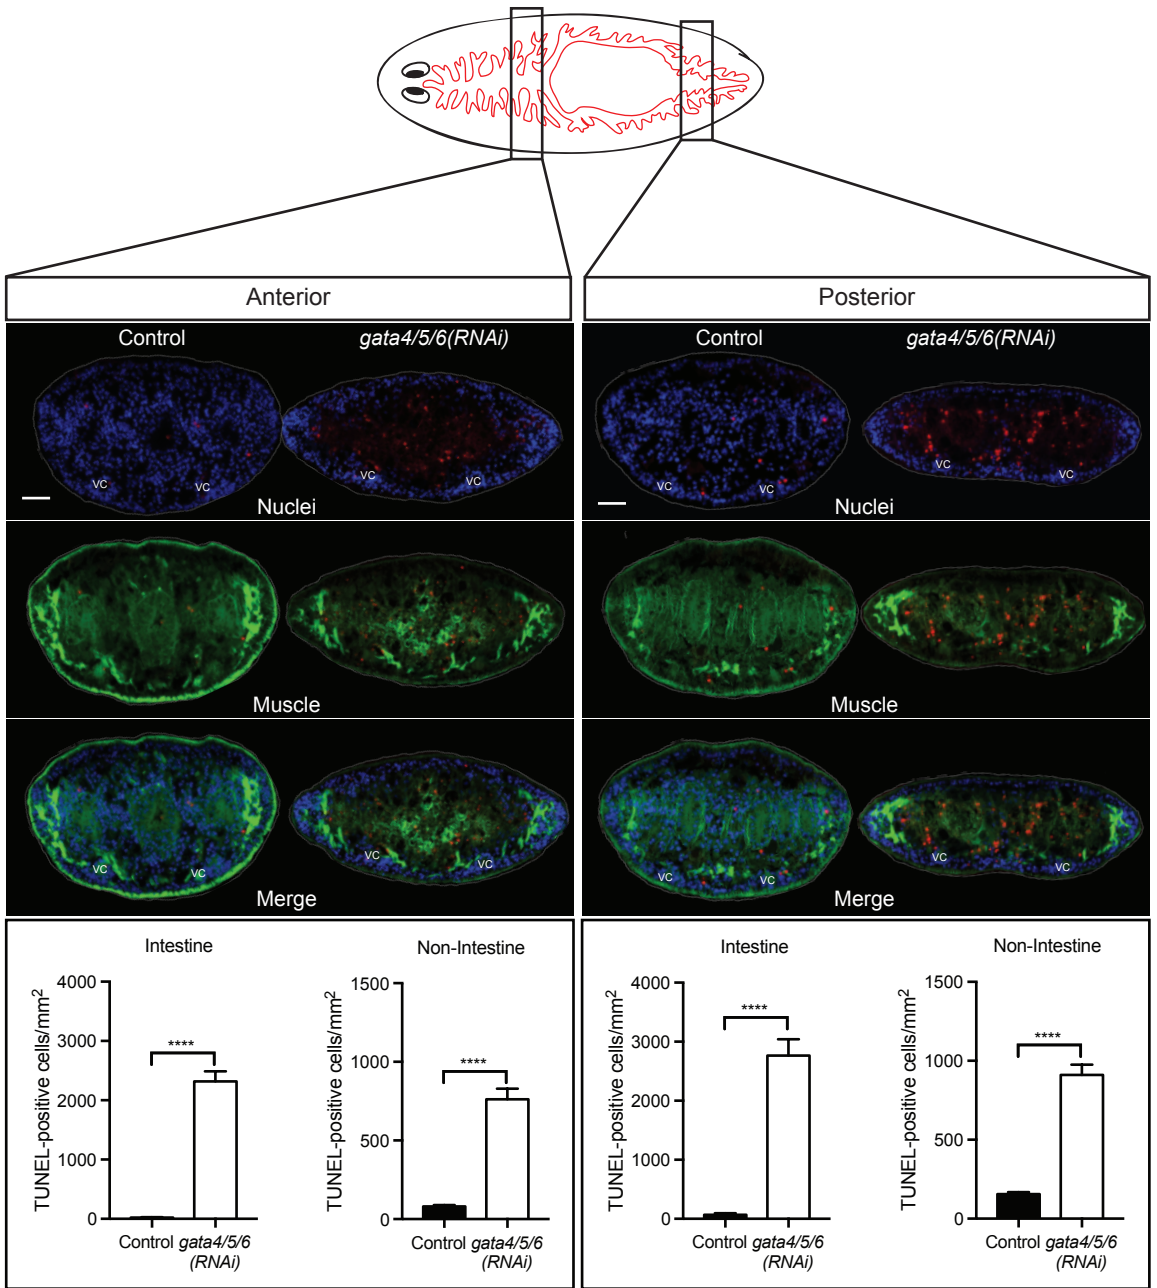 Anterior
Posterior
Control
gata4/5/6(RNAi)
VC
VC
VC
VC
Nuclei
Control
gata4/5/6(RNAi)
VC
VC
VC
VC
Nuclei
Muscle
Muscle
VC
VC
VC
VC
Merge
VC
VC
VC
VC
Merge
Intestine
TUNEL-positive cells/mm²
4000
3000
2000
1000
0
****
Control
gata4/5/6
(RNAi)
Non-Intestine
TUNEL-positive cells/mm²
1500
1000
500
0
****
Control
gata4/5/6
(RNAi)
Intestine
TUNEL-positive cells/mm²
4000
3000
2000
1000
0
****
Control
gata4/5/6
(RNAi)
Non-Intestine
TUNEL-positive cells/mm²
1500
1000
500
0
****
Control
gata4/5/6
(RNAi)